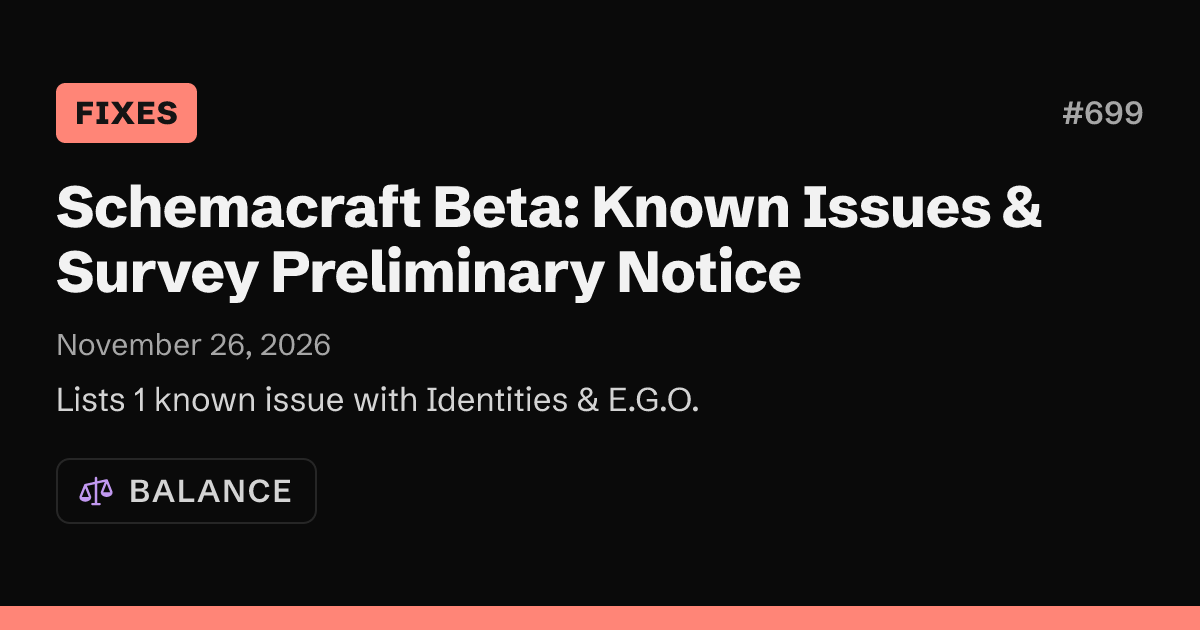 FIXES
#699
Schemacraft Beta: Known Issues &
Survey Preliminary Notice
November 26, 2026
Lists 1 known issue with Identities & E.G.O.
BALANCE